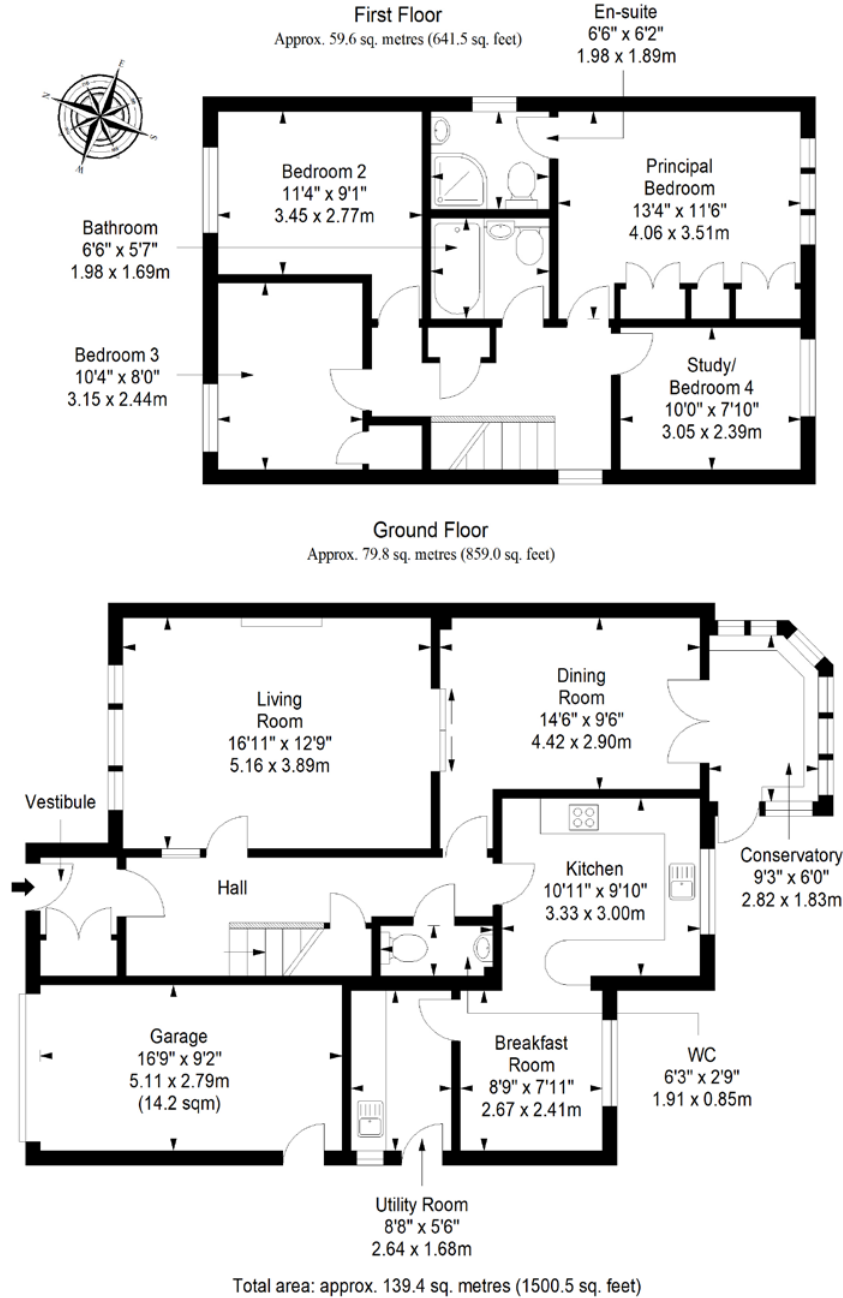 First Floor
Approx. 59.6 sq. metres (641.5 sq. feet)
En-suite
6'6" x 6'2"
1.98 x 1.89m
N
E
S
W
Bedroom 2
11'4" x 9'1"
3.45 x 2.77m
Principal
Bedroom
13'4" x 11'6"
4.06 x 3.51m
Bathroom
6'6" x 5'7"
1.98 x 1.69m
Bedroom 3
10'4" x 8'0"
3.15 x 2.44m
Study/
Bedroom 4
10'0" x 7'10"
3.05 x 2.39m
Ground Floor
Approx. 79.8 sq. metres (859.0 sq. feet)
Living
Room
16'11" x 12'9"
5.16 x 3.89m
Dining
Room
14'6" x 9'6"
4.42 x 2.90m
Vestibule
Hall
Kitchen
10'11" x 9'10"
3.33 x 3.00m
Conservatory
9'3" x 6'0"
2.82 x 1.83m
Garage
16'9" x 9'2"
5.11 x 2.79m
(14.2 sqm)
Breakfast
Room
8'9" x 7'11"
2.67 x 2.41m
WC
6'3" x 2'9"
1.91 x 0.85m
Utility Room
8'8" x 5'6"
2.64 x 1.68m
Total area: approx. 139.4 sq. metres (1500.5 sq. feet)